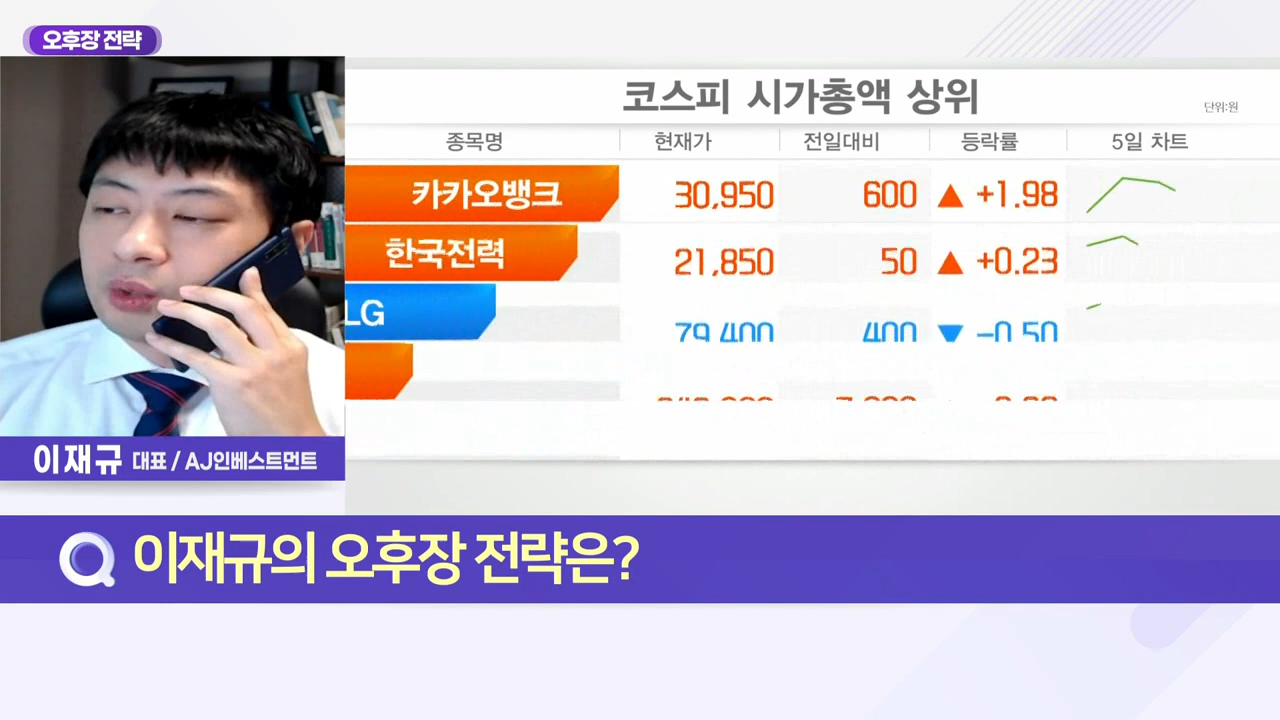 오후장 전략
코스피 시가총액 상위
단위:원
종목명 현재가 전일대비 등락률 5일 차트
카카오뱅크 30,950 600 ▲ +1.98
한국전력 21,850 50 ▲ +0.23
LG 79,400 400 ▼ -0.50
이재규 대표 / AJ인베스트먼트
이재규의 오후장 전략은?